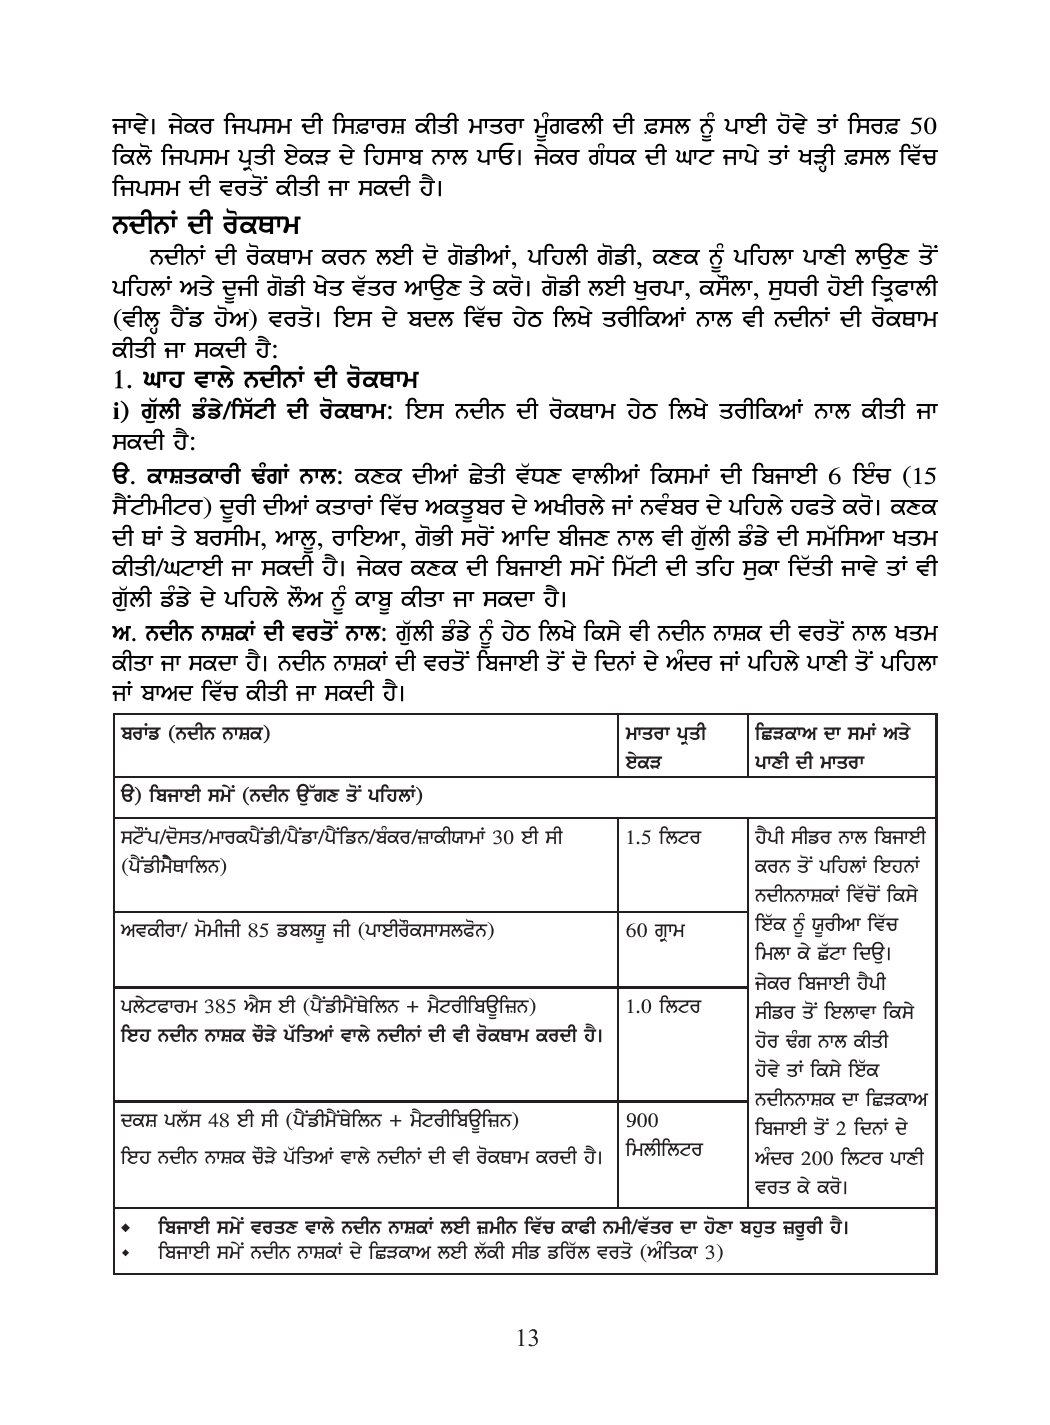 ਜਾਵੇ। ਜੇਕਰ ਜਿਪਸਮ ਦੀ ਸਿਫ਼ਾਰਸ਼ ਕੀਤੀ ਮਾਤਰਾ ਮੂੰਗਫਲੀ ਦੀ ਫ਼ਸਲ ਨੂੰ ਪਾਈ ਹੋਵੇ ਤਾਂ ਸਿਰਫ਼ 50
ਕਿਲੋ ਜਿਪਸਮ ਪ੍ਰਤੀ ਏਕੜ ਦੇ ਹਿਸਾਬ ਨਾਲ ਪਾਓ। ਜੇਕਰ ਗੰਧਕ ਦੀ ਘਾਟ ਜਾਪੇ ਤਾਂ ਖੜ੍ਹੀ ਫ਼ਸਲ ਵਿੱਚ
ਜਿਪਸਮ ਦੀ ਵਰਤੋਂ ਕੀਤੀ ਜਾ ਸਕਦੀ ਹੈ।
ਨਦੀਨਾਂ ਦੀ ਰੋਕਥਾਮ
ਨਦੀਨਾਂ ਦੀ ਰੋਕਥਾਮ ਕਰਨ ਲਈ ਦੋ ਗੋਡੀਆਂ, ਪਹਿਲੀ ਗੋਡੀ, ਕਣਕ ਨੂੰ ਪਹਿਲਾ ਪਾਣੀ ਲਾਉਣ ਤੋਂ
ਪਹਿਲਾਂ ਅਤੇ ਦੂਜੀ ਗੋਡੀ ਖੇਤ ਵੱਤਰ ਆਉਣ ਤੇ ਕਰੋ। ਗੋਡੀ ਲਈ ਖੁਰਪਾ, ਕਸੌਲਾ, ਸੁਧਰੀ ਹੋਈ ਤ੍ਰਿਫਾਲੀ
(ਵੀਲ੍ਹ ਹੈਂਡ ਹੋਅ) ਵਰਤੋ। ਇਸ ਦੇ ਬਦਲ ਵਿੱਚ ਹੇਠ ਲਿਖੇ ਤਰੀਕਿਆਂ ਨਾਲ ਵੀ ਨਦੀਨਾਂ ਦੀ ਰੋਕਥਾਮ
ਕੀਤੀ ਜਾ ਸਕਦੀ ਹੈ:
1. ਘਾਹ ਵਾਲੇ ਨਦੀਨਾਂ ਦੀ ਰੋਕਥਾਮ
i) ਗੁੱਲੀ ਡੰਡੇ/ਸਿੱਟੀ ਦੀ ਰੋਕਥਾਮ: ਇਸ ਨਦੀਨ ਦੀ ਰੋਕਥਾਮ ਹੇਠ ਲਿਖੇ ਤਰੀਕਿਆਂ ਨਾਲ ਕੀਤੀ ਜਾ
ਸਕਦੀ ਹੈ:
ੳ. ਕਾਸ਼ਤਕਾਰੀ ਢੰਗਾਂ ਨਾਲ: ਕਣਕ ਦੀਆਂ ਛੇਤੀ ਵੱਧਣ ਵਾਲੀਆਂ ਕਿਸਮਾਂ ਦੀ ਬਿਜਾਈ 6 ਇੰਚ (15
ਸੈਂਟੀਮੀਟਰ) ਦੂਰੀ ਦੀਆਂ ਕਤਾਰਾਂ ਵਿੱਚ ਅਕਤੂਬਰ ਦੇ ਅਖੀਰਲੇ ਜਾਂ ਨਵੰਬਰ ਦੇ ਪਹਿਲੇ ਹਫਤੇ ਕਰੋ। ਕਣਕ
ਦੀ ਥਾਂ ਤੇ ਬਰਸੀਮ, ਆਲੂ, ਰਾਇਆ, ਗੋਭੀ ਸਰੋਂ ਆਦਿ ਬੀਜਣ ਨਾਲ ਵੀ ਗੁੱਲੀ ਡੰਡੇ ਦੀ ਸਮੱਸਿਆ ਖਤਮ
ਕੀਤੀ/ਘਟਾਈ ਜਾ ਸਕਦੀ ਹੈ। ਜੇਕਰ ਕਣਕ ਦੀ ਬਿਜਾਈ ਸਮੇਂ ਮਿੱਟੀ ਦੀ ਤਹਿ ਸੁਕਾ ਦਿੱਤੀ ਜਾਵੇ ਤਾਂ ਵੀ
ਗੁੱਲੀ ਡੰਡੇ ਦੇ ਪਹਿਲੇ ਲੌਅ ਨੂੰ ਕਾਬੂ ਕੀਤਾ ਜਾ ਸਕਦਾ ਹੈ।
ਅ. ਨਦੀਨ ਨਾਸ਼ਕਾਂ ਦੀ ਵਰਤੋਂ ਨਾਲ: ਗੁੱਲੀ ਡੰਡੇ ਨੂੰ ਹੇਠ ਲਿਖੇ ਕਿਸੇ ਵੀ ਨਦੀਨ ਨਾਸ਼ਕ ਦੀ ਵਰਤੋਂ ਨਾਲ ਖਤਮ
ਕੀਤਾ ਜਾ ਸਕਦਾ ਹੈ। ਨਦੀਨ ਨਾਸ਼ਕਾਂ ਦੀ ਵਰਤੋਂ ਬਿਜਾਈ ਤੋਂ ਦੋ ਦਿਨਾਂ ਦੇ ਅੰਦਰ ਜਾਂ ਪਹਿਲੇ ਪਾਣੀ ਤੋਂ ਪਹਿਲਾ
ਜਾਂ ਬਾਅਦ ਵਿੱਚ ਕੀਤੀ ਜਾ ਸਕਦੀ ਹੈ।
ਬਰਾਂਡ (ਨਦੀਨ ਨਾਸ਼ਕ)
ਮਾਤਰਾ ਪ੍ਰਤੀ
ਏਕੜ
ਛਿੜਕਾਅ ਦਾ ਸਮਾਂ ਅਤੇ
ਪਾਣੀ ਦੀ ਮਾਤਰਾ
ੳ) ਬਿਜਾਈ ਸਮੇਂ (ਨਦੀਨ ਉੱਗਣ ਤੋਂ ਪਹਿਲਾਂ)
ਸਟੌਂਪ/ਦੋਸਤ/ਮਾਰਕਪੈਂਡੀ/ਪੈਂਡਾ/ਪੈਂਡਿਨ/ਬੰਕਰ/ਜ਼ਾਕੀਯਾਮਾਂ 30 ਈ ਸੀ
(ਪੈਂਡੀਮੈਥਾਲਿਨ)
1.5 ਲਿਟਰ
ਅਵਕੀਰਾ/ ਮੋਮੀਜੀ 85 ਡਬਲਯੂ ਜੀ (ਪਾਈਰੌਕਸਾਸਲਫੋਨ)
60 ਗ੍ਰਾਮ
ਪਲੇਟਫਾਰਮ 385 ਐਸ ਈ (ਪੈਂਡੀਮੈਂਥੇਲਿਨ + ਮੈਟਰੀਬਿਊਜ਼ਿਨ)
ਇਹ ਨਦੀਨ ਨਾਸ਼ਕ ਚੌੜੇ ਪੱਤਿਆਂ ਵਾਲੇ ਨਦੀਨਾਂ ਦੀ ਵੀ ਰੋਕਥਾਮ ਕਰਦੀ ਹੈ।
1.0 ਲਿਟਰ
ਦਕਸ਼ ਪਲੱਸ 48 ਈ ਸੀ (ਪੈਂਡੀਮੈਂਥੇਲਿਨ + ਮੈਟਰੀਬਿਊਜ਼ਿਨ)
ਇਹ ਨਦੀਨ ਨਾਸ਼ਕ ਚੌੜੇ ਪੱਤਿਆਂ ਵਾਲੇ ਨਦੀਨਾਂ ਦੀ ਵੀ ਰੋਕਥਾਮ ਕਰਦੀ ਹੈ।
900
ਮਿਲੀਲਿਟਰ
ਹੈਪੀ ਸੀਡਰ ਨਾਲ ਬਿਜਾਈ
ਕਰਨ ਤੋਂ ਪਹਿਲਾਂ ਇਹਨਾਂ
ਨਦੀਨਨਾਸ਼ਕਾਂ ਵਿੱਚੋਂ ਕਿਸੇ
ਇੱਕ ਨੂੰ ਯੂਰੀਆ ਵਿੱਚ
ਮਿਲਾ ਕੇ ਛੱਟਾ ਦਿਉ।
ਜੇਕਰ ਬਿਜਾਈ ਹੈਪੀ
ਸੀਡਰ ਤੋਂ ਇਲਾਵਾ ਕਿਸੇ
ਹੋਰ ਢੰਗ ਨਾਲ ਕੀਤੀ
ਹੋਵੇ ਤਾਂ ਕਿਸੇ ਇੱਕ
ਨਦੀਨਨਾਸ਼ਕ ਦਾ ਛਿੜਕਾਅ
ਬਿਜਾਈ ਤੋਂ 2 ਦਿਨਾਂ ਦੇ
ਅੰਦਰ 200 ਲਿਟਰ ਪਾਣੀ
ਵਰਤ ਕੇ ਕਰੋ।
◆ ਬਿਜਾਈ ਸਮੇਂ ਵਰਤਣ ਵਾਲੇ ਨਦੀਨ ਨਾਸ਼ਕਾਂ ਲਈ ਜ਼ਮੀਨ ਵਿੱਚ ਕਾਫੀ ਨਮੀ/ਵੱਤਰ ਦਾ ਹੋਣਾ ਬਹੁਤ ਜ਼ਰੂਰੀ ਹੈ।
◆ ਬਿਜਾਈ ਸਮੇਂ ਨਦੀਨ ਨਾਸ਼ਕਾਂ ਦੇ ਛਿੜਕਾਅ ਲਈ ਲੱਕੀ ਸੀਡ ਡਰਿੱਲ ਵਰਤੋ (ਅੰਤਿਕਾ 3)
13